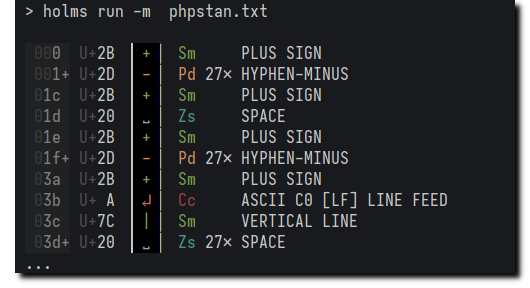 > holms run -m  phpstan.txt
000  U+2B  +  Sm     PLUS SIGN
001+ U+2D  -  Pd 27× HYPHEN-MINUS
01c  U+2B  +  Sm     PLUS SIGN
01d  U+20  ␣  Zs     SPACE
01e  U+2B  +  Sm     PLUS SIGN
01f+ U+2D  -  Pd 27× HYPHEN-MINUS
03a  U+2B  +  Sm     PLUS SIGN
03b  U+ A  ↲  Cc     ASCII C0 [LF] LINE FEED
03c  U+7C  |  Sm     VERTICAL LINE
03d+ U+20  ␣  Zs 27× SPACE
...